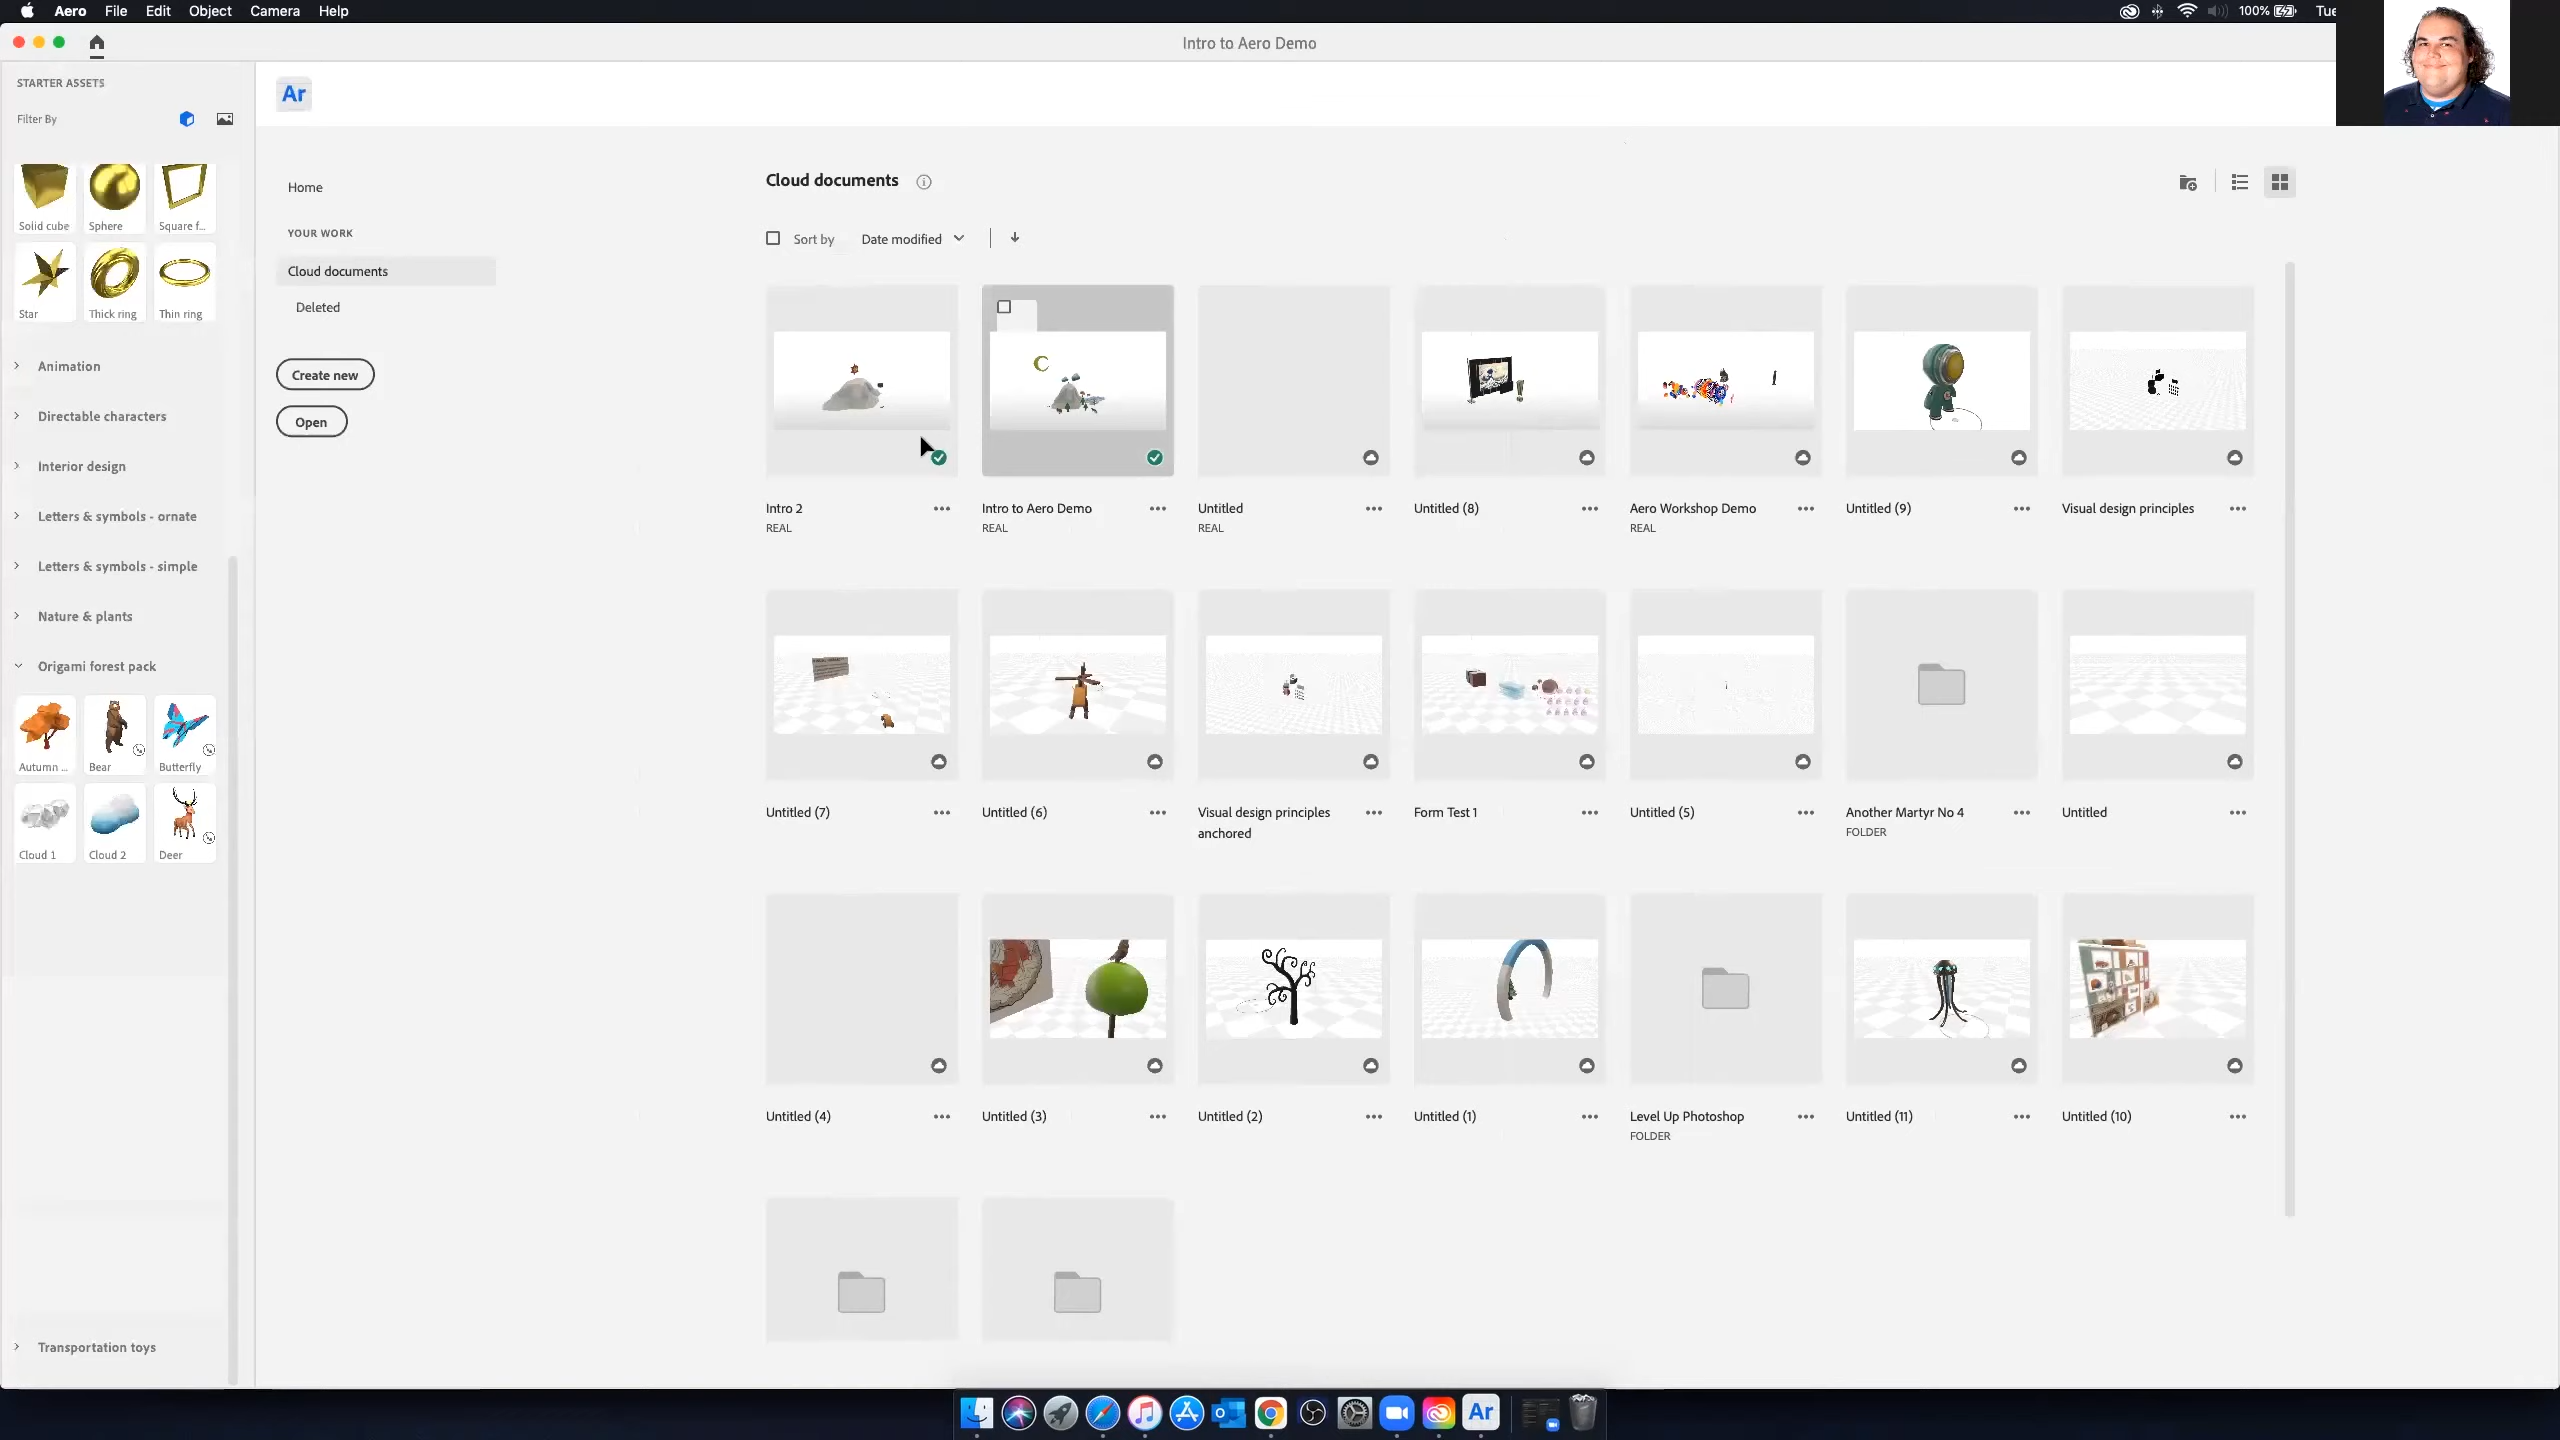 Aero File Edit Object Camera Help 100% Tue
Intro to Aero Demo
STARTER ASSETS
Filter By
Solid cube Sphere Square f...
Star Thick ring Thin ring
Animation
Directable characters
Interior design
Letters & symbols - ornate
Letters & symbols - simple
Nature & plants
Origami forest pack
Autumn ... Bear Butterfly
Cloud 1 Cloud 2 Deer
Transportation toys
Ar
Home
YOUR WORK
Cloud documents
Deleted
Create new
Open
Cloud documents
Sort by Date modified
Intro 2 Intro to Aero Demo Untitled Untitled (8) Aero Workshop Demo Untitled (9) Visual design principles
REAL REAL REAL REAL
Untitled (7) Untitled (6) Visual design principles Form Test 1 Untitled (5) Another Martyr No 4 Untitled
anchored FOLDER
Untitled (4) Untitled (3) Untitled (2) Untitled (1) Level Up Photoshop Untitled (11) Untitled (10)
FOLDER
Ar